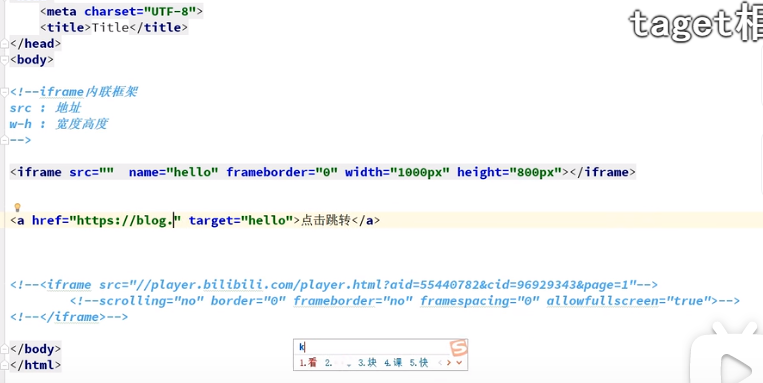 <meta charset="UTF-8">
<title>Title</title>
</head>
<body>
<!--iframe内联框架
src : 地址
w-h : 宽度高度
-->
<iframe src=""  name="hello" frameborder="0" width="1000px" height="800px"></iframe>
<a href="https://blog." target="hello">点击跳转</a>
<!--<iframe src="//player.bilibili.com/player.html?aid=55440782&cid=96929343&page=1"-->
<!--scrolling="no" border="0" frameborder="no" framespacing="0" allowfullscreen="true">-->
<!--</iframe>-->
</body>
</html>
taget相
k
1.看 2. 。 3.块 4.课 5.快